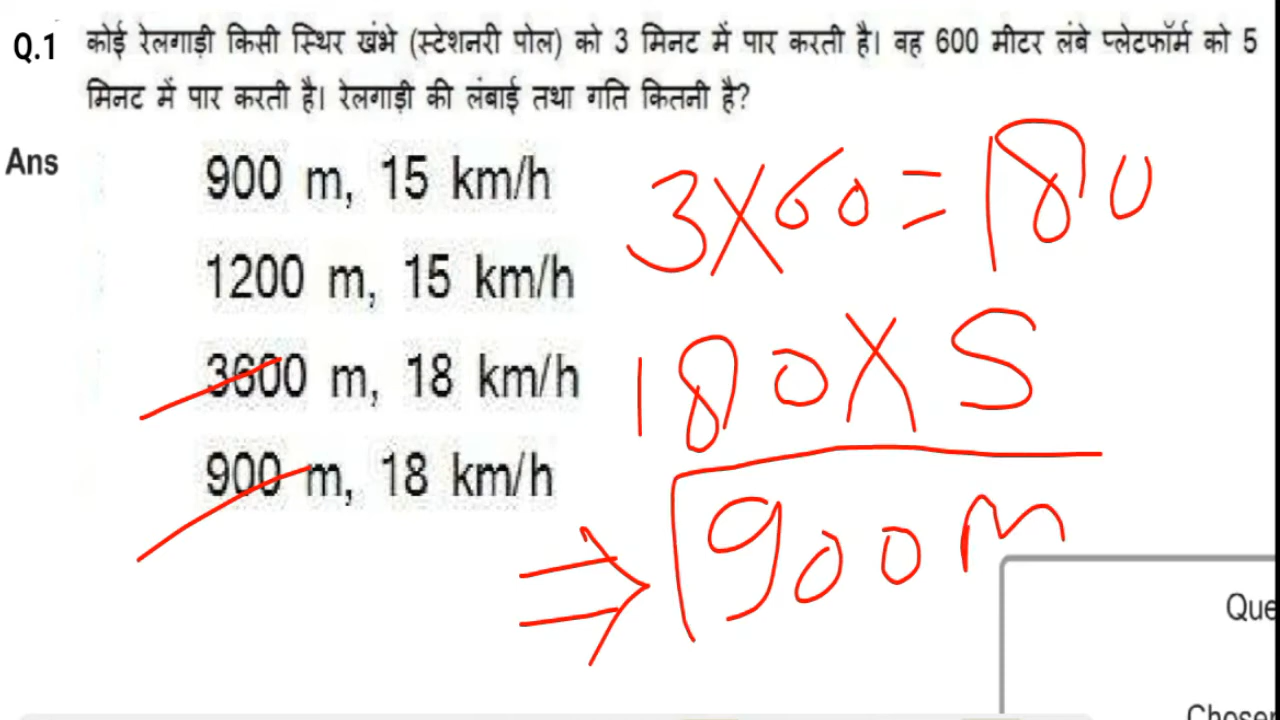 Q.1 कोई रेलगाड़ी किसी स्थिर खंभे (स्टेशनरी पोल) को 3 मिनट में पार करती है। वह 600 मीटर लंबे प्लेटफॉर्म को 5
मिनट में पार करती है। रेलगाड़ी की लंबाई तथा गति कितनी है?
Ans 900 m, 15 km/h
1200 m, 15 km/h
3600 m, 18 km/h
900 m, 18 km/h
3X60 = 180
180 X 5
⇒ 900 m
Que
Chosen